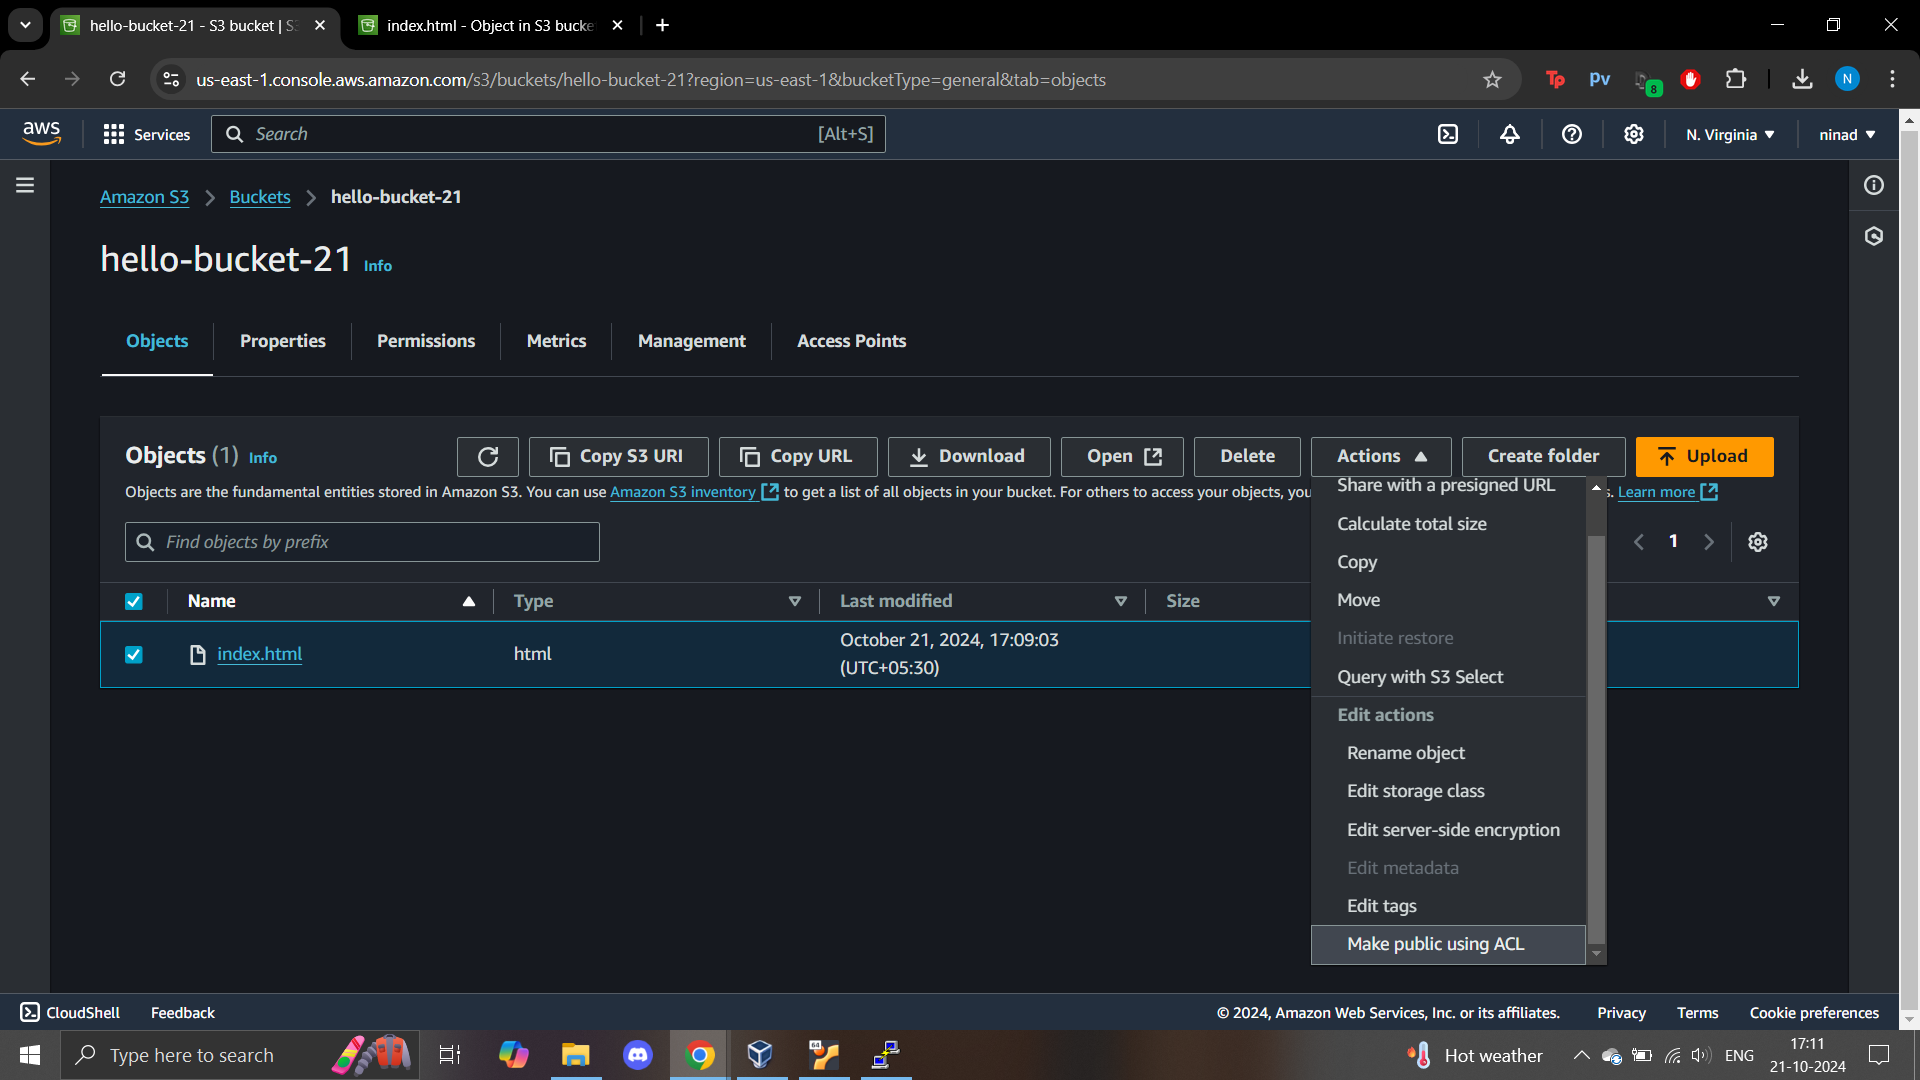 hello-bucket-21 - S3 bucket | S3
index.html - Object in S3 bucke
us-east-1.console.aws.amazon.com/s3/buckets/hello-bucket-21?region=us-east-1&bucketType=general&tab=objects
Tp
pv
8
N
aws
Services
Search
[Alt+S]
N. Virginia
ninad
Amazon S3
Buckets
hello-bucket-21
hello-bucket-21 Info
Objects
Properties
Permissions
Metrics
Management
Access Points
Objects (1) Info
Copy S3 URI
Copy URL
Download
Open
Delete
Actions
Create folder
Upload
Objects are the fundamental entities stored in Amazon S3. You can use Amazon S3 inventory to get a list of all objects in your bucket. For others to access your objects, you
s. Learn more
Find objects by prefix
1
Name
Type
Last modified
Size
index.html
html
October 21, 2024, 17:09:03
(UTC+05:30)
Share with a presigned URL
Calculate total size
Copy
Move
Initiate restore
Query with S3 Select
Edit actions
Rename object
Edit storage class
Edit server-side encryption
Edit metadata
Edit tags
Make public using ACL
CloudShell
Feedback
© 2024, Amazon Web Services, Inc. or its affiliates.
Privacy
Terms
Cookie preferences
Type here to search
64
Hot weather
ENG
17:11
21-10-2024